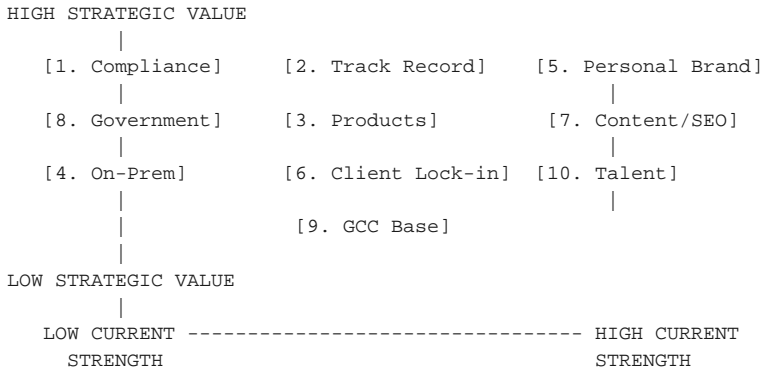 HIGH STRATEGIC VALUE
|
[1. Compliance] [2. Track Record] [5. Personal Brand]
| |
[8. Government] [3. Products] [7. Content/SEO]
| |
[4. On-Prem] [6. Client Lock-in] [10. Talent]
| |
| [9. GCC Base]
|
LOW STRATEGIC VALUE
|
LOW CURRENT --------------------------------- HIGH CURRENT
STRENGTH STRENGTH